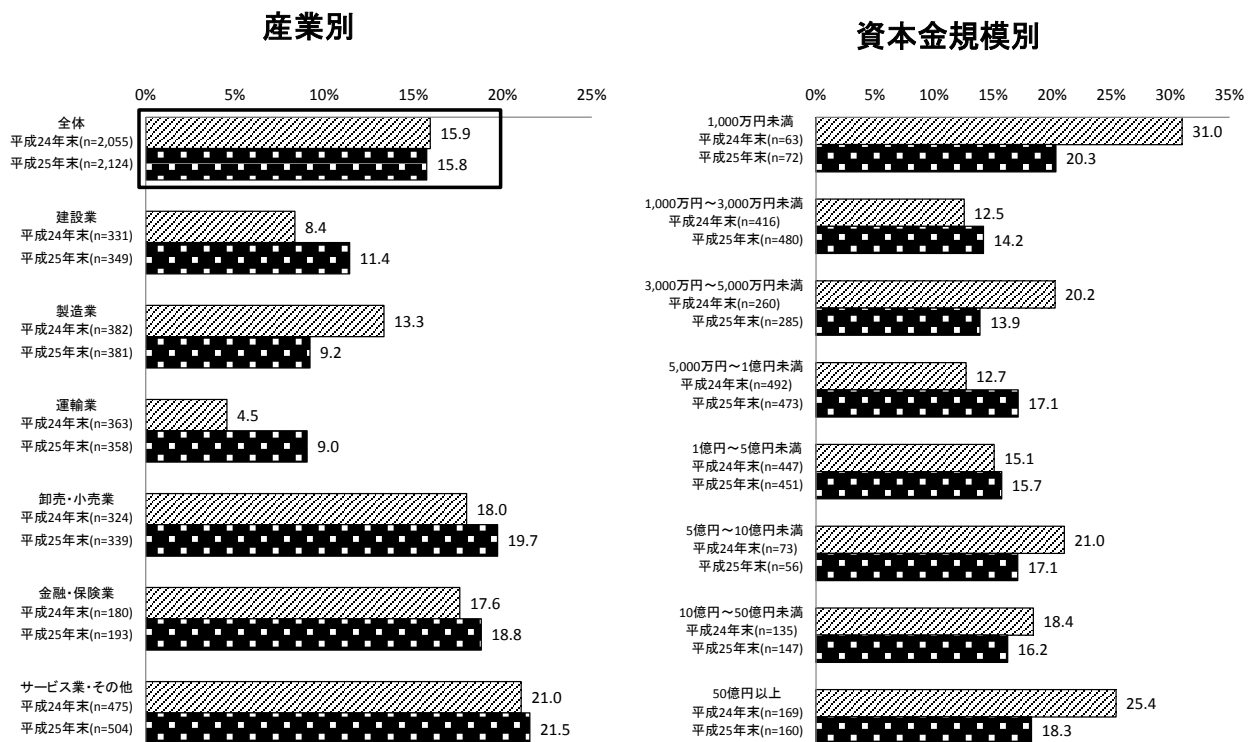 産業別
0% 5% 10% 15% 20% 25%
全体
平成24年末(n=2,055) 15.9
平成25年末(n=2,124) 15.8
建設業
平成24年末(n=331) 8.4
平成25年末(n=349) 11.4
製造業
平成24年末(n=382) 13.3
平成25年末(n=381) 9.2
運輸業
平成24年末(n=363) 4.5
平成25年末(n=358) 9.0
卸売・小売業
平成24年末(n=324) 18.0
平成25年末(n=339) 19.7
金融・保険業
平成24年末(n=180) 17.6
平成25年末(n=193) 18.8
サービス業・その他
平成24年末(n=475) 21.0
平成25年末(n=504) 21.5
資本金規模別
0% 5% 10% 15% 20% 25% 30% 35%
1,000万円未満
平成24年末(n=63) 31.0
平成25年末(n=72) 20.3
1,000万円～3,000万円未満
平成24年末(n=416) 12.5
平成25年末(n=480) 14.2
3,000万円～5,000万円未満
平成24年末(n=260) 20.2
平成25年末(n=285) 13.9
5,000万円～1億円未満
平成24年末(n=492) 12.7
平成25年末(n=473) 17.1
1億円～5億円未満
平成24年末(n=447) 15.1
平成25年末(n=451) 15.7
5億円～10億円未満
平成24年末(n=73) 21.0
平成25年末(n=56) 17.1
10億円～50億円未満
平成24年末(n=135) 18.4
平成25年末(n=147) 16.2
50億円以上
平成24年末(n=169) 25.4
平成25年末(n=160) 18.3